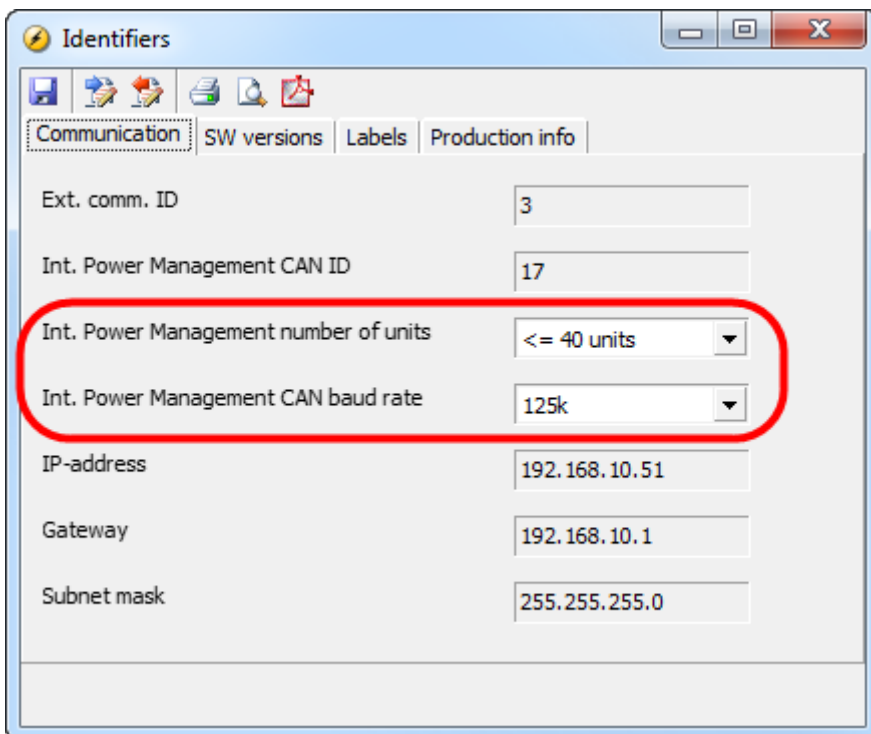 Identifiers
Communication SW versions Labels Production info
Ext. comm. ID 3
Int. Power Management CAN ID 17
Int. Power Management number of units <= 40 units
Int. Power Management CAN baud rate 125k
IP-address 192.168.10.51
Gateway 192.168.10.1
Subnet mask 255.255.255.0